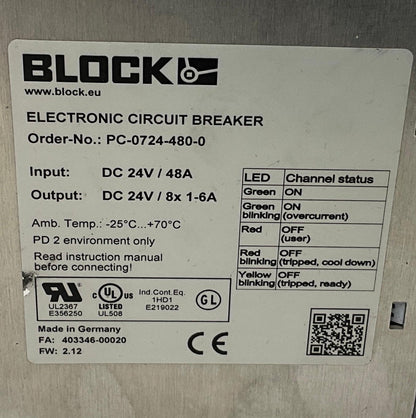 BLOCK
www.block.eu
ELECTRONIC CIRCUIT BREAKER
Order-No.: PC-0724-480-0
Input: DC 24V / 48A
Output: DC 24V / 8x 1-6A
Amb. Temp.: -25°C...+70°C
PD 2 environment only
Read instruction manual
before connecting!
LED Channel status
Green ON
Green blinking ON (overcurrent)
Red OFF (user)
Red blinking OFF (tripped, cool down)
Yellow blinking OFF (tripped, ready)
UL2367
E356250
C UL US
LISTED
UL508
Ind.Cont.Eq.
1HD1
E219022
GL
Made in Germany
FA: 403346-00020
FW: 2.12
CE